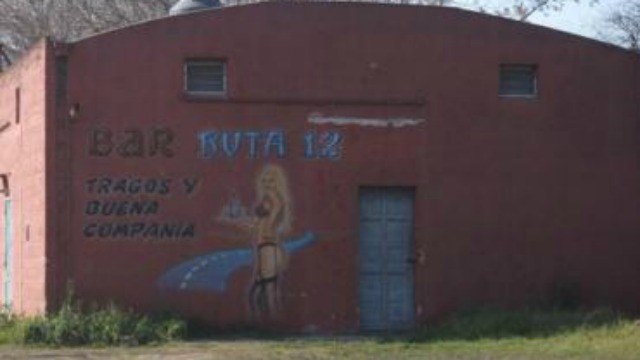 BAR RUTA 12
TRAGOS Y
BUENA
COMPANIA